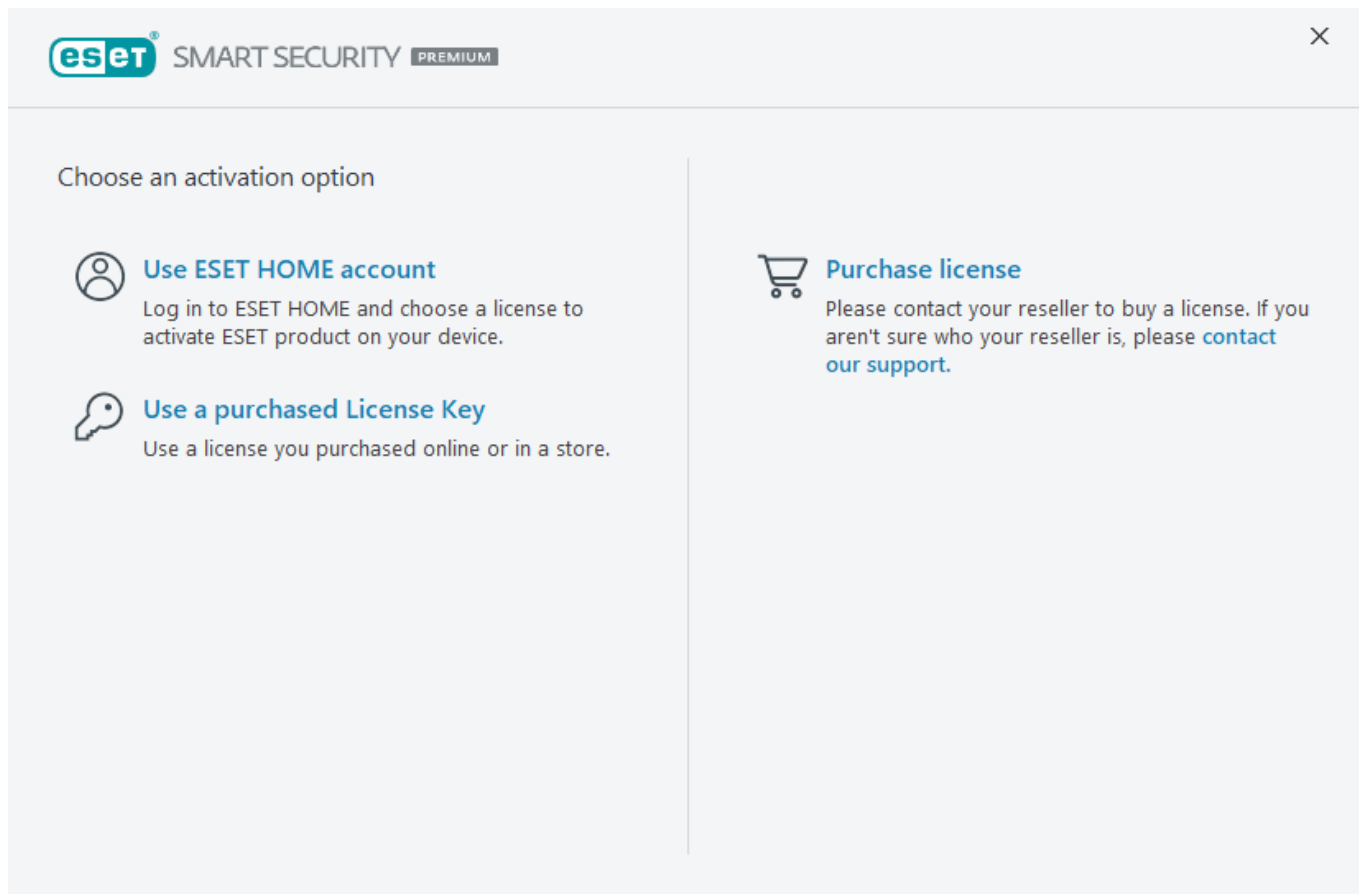 eset® SMART SECURITY PREMIUM
Choose an activation option
Use ESET HOME account
Log in to ESET HOME and choose a license to
activate ESET product on your device.
Use a purchased License Key
Use a license you purchased online or in a store.
Purchase license
Please contact your reseller to buy a license. If you
aren't sure who your reseller is, please contact
our support.